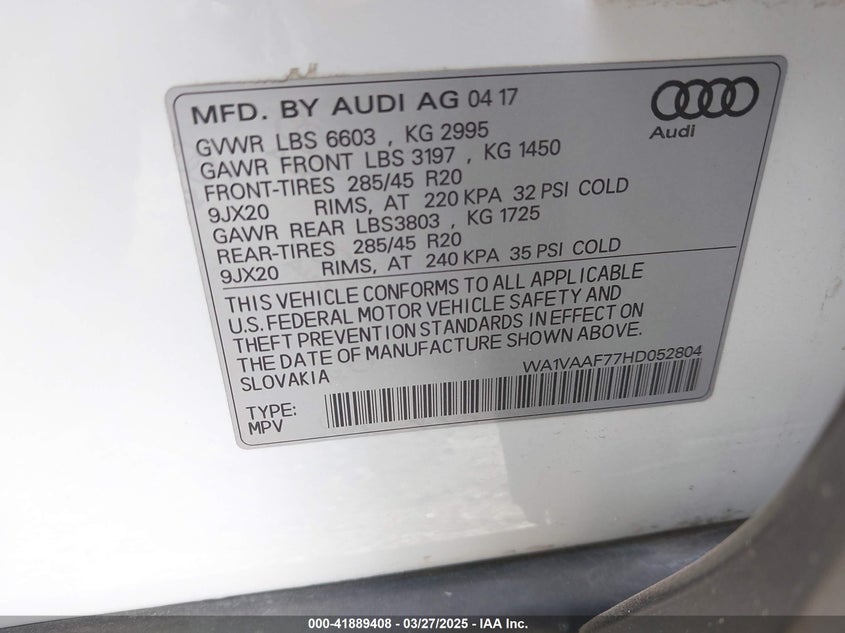 MFD. BY AUDI AG 04 17
Audi
GVWR LBS 6603 , KG 2995
GAWR FRONT LBS 3197 , KG 1450
FRONT-TIRES 285/45 R20
9JX20 RIMS, AT 220 KPA 32 PSI COLD
GAWR REAR LBS3803 , KG 1725
REAR-TIRES 285/45 R20
9JX20 RIMS, AT 240 KPA 35 PSI COLD
THIS VEHICLE CONFORMS TO ALL APPLICABLE
U.S. FEDERAL MOTOR VEHICLE SAFETY AND
THEFT PREVENTION STANDARDS IN EFFECT ON
THE DATE OF MANUFACTURE SHOWN ABOVE.
SLOVAKIA
WA1VAAF77HD052804
TYPE:
MPV
000-41889408 - 03/27/2025 - IAA Inc.